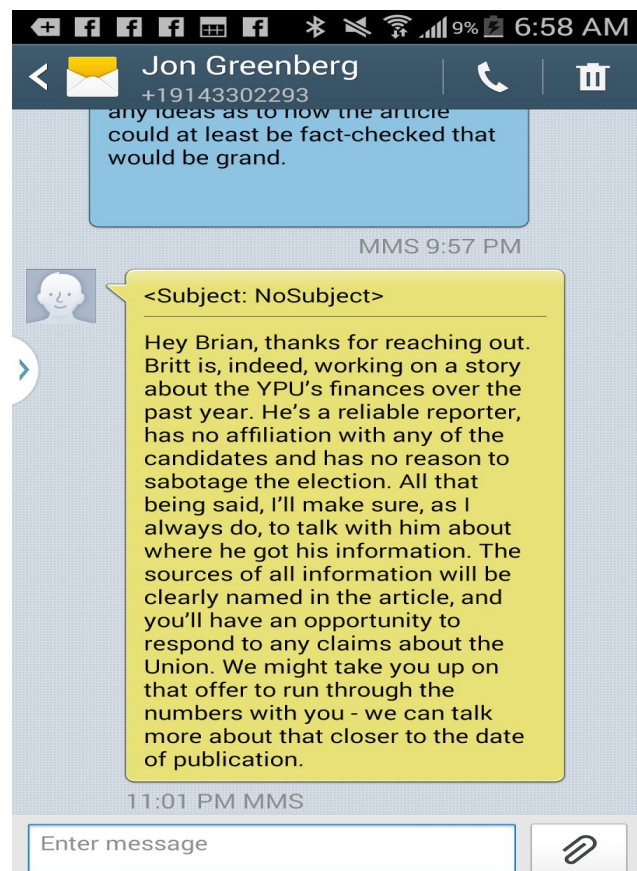 9% 6:58 AM
Jon Greenberg
+19143302293
any ideas as to how the article
could at least be fact-checked that
would be grand.
MMS 9:57 PM
<Subject: NoSubject>
Hey Brian, thanks for reaching out.
Britt is, indeed, working on a story
about the YPU’s finances over the
past year. He’s a reliable reporter,
has no affiliation with any of the
candidates and has no reason to
sabotage the election. All that
being said, I’ll make sure, as I
always do, to talk with him about
where he got his information. The
sources of all information will be
clearly named in the article, and
you’ll have an opportunity to
respond to any claims about the
Union. We might take you up on
that offer to run through the
numbers with you - we can talk
more about that closer to the date
of publication.
11:01 PM MMS
Enter message